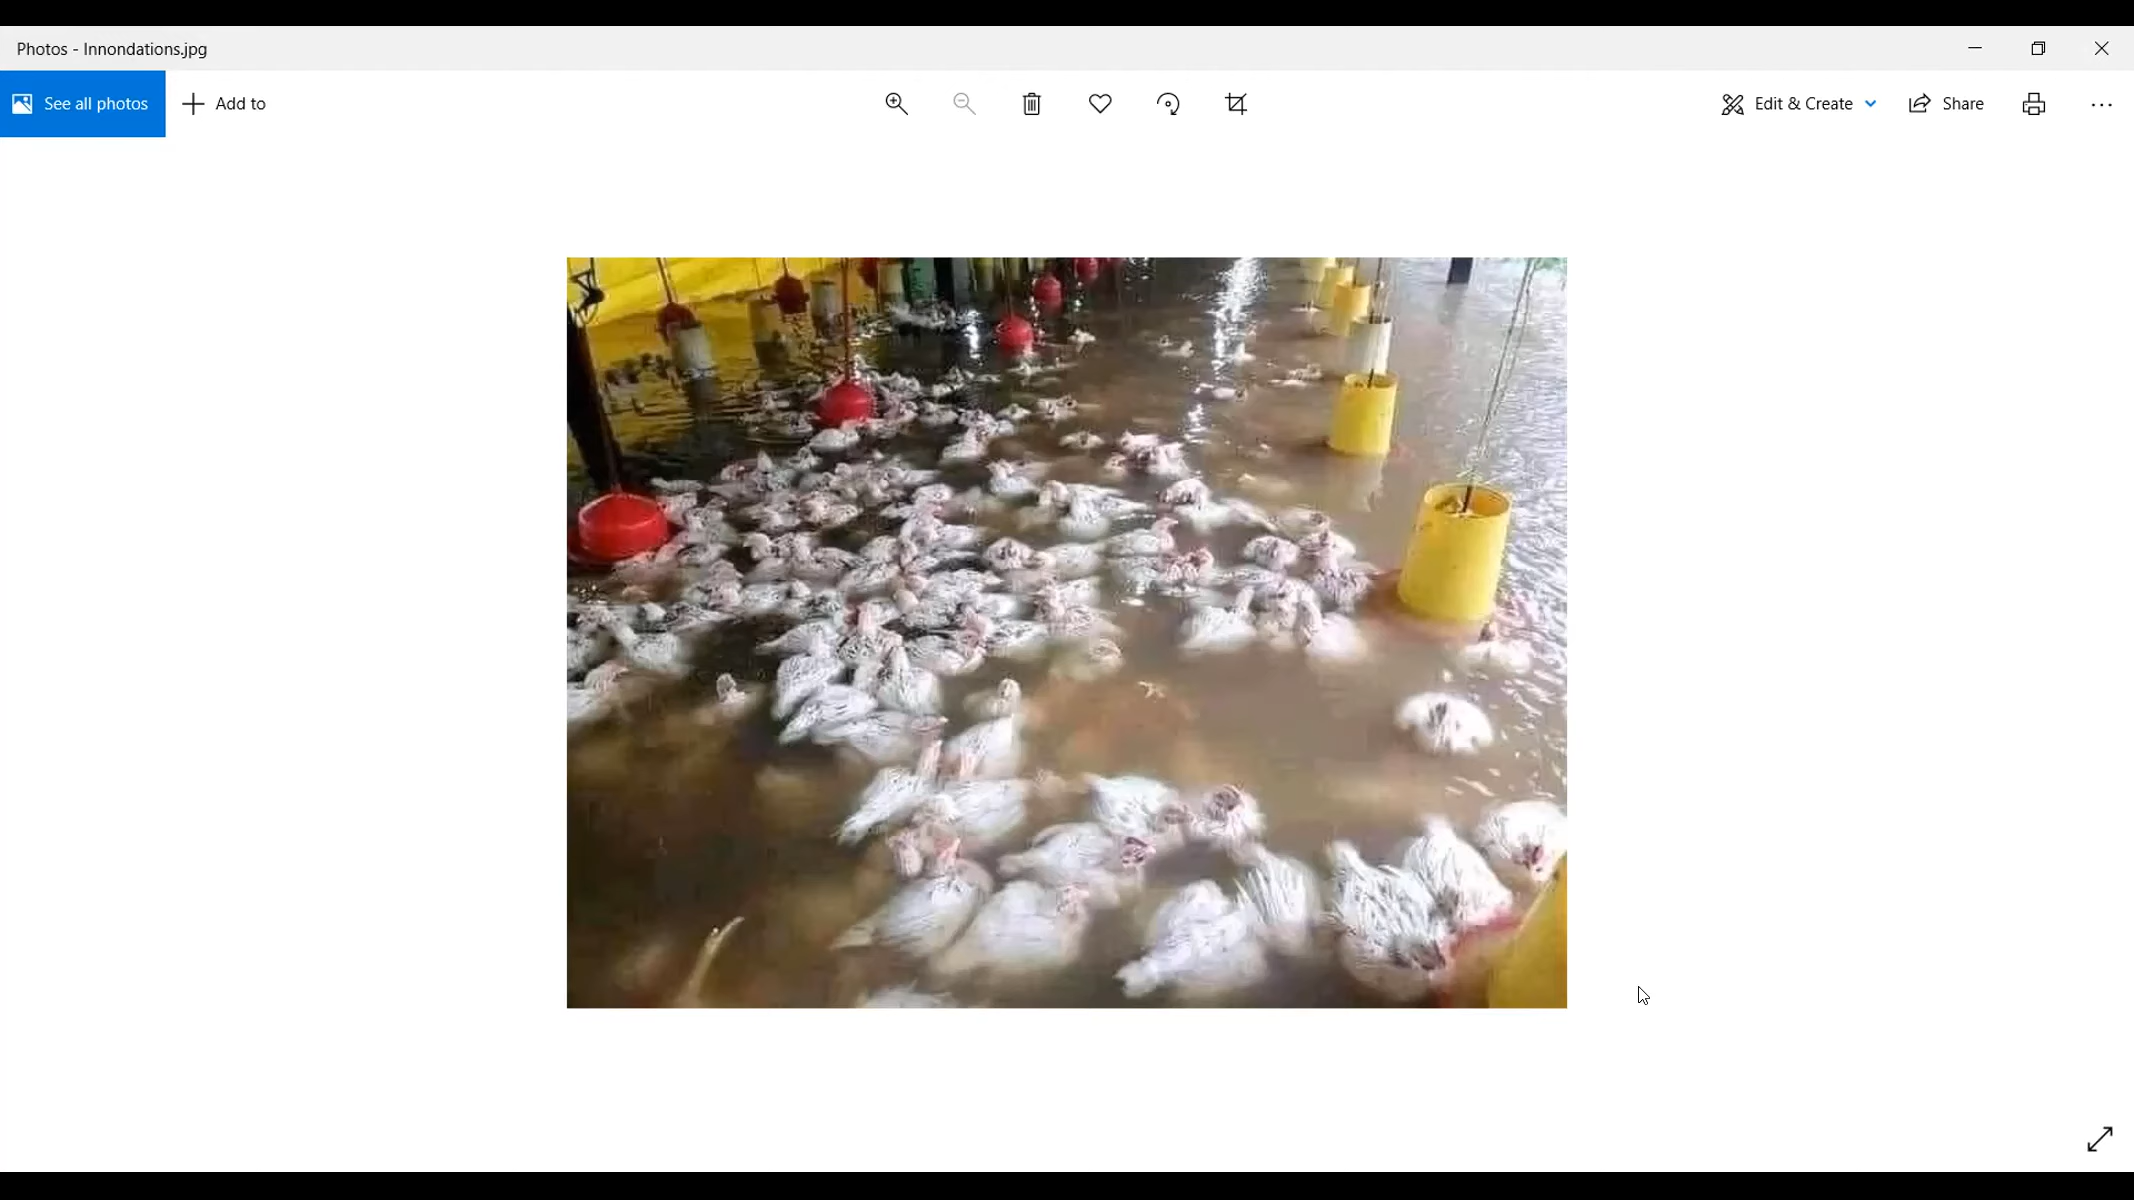 Photos - Innondations.jpg
See all photos
Add to
Edit & Create
Share